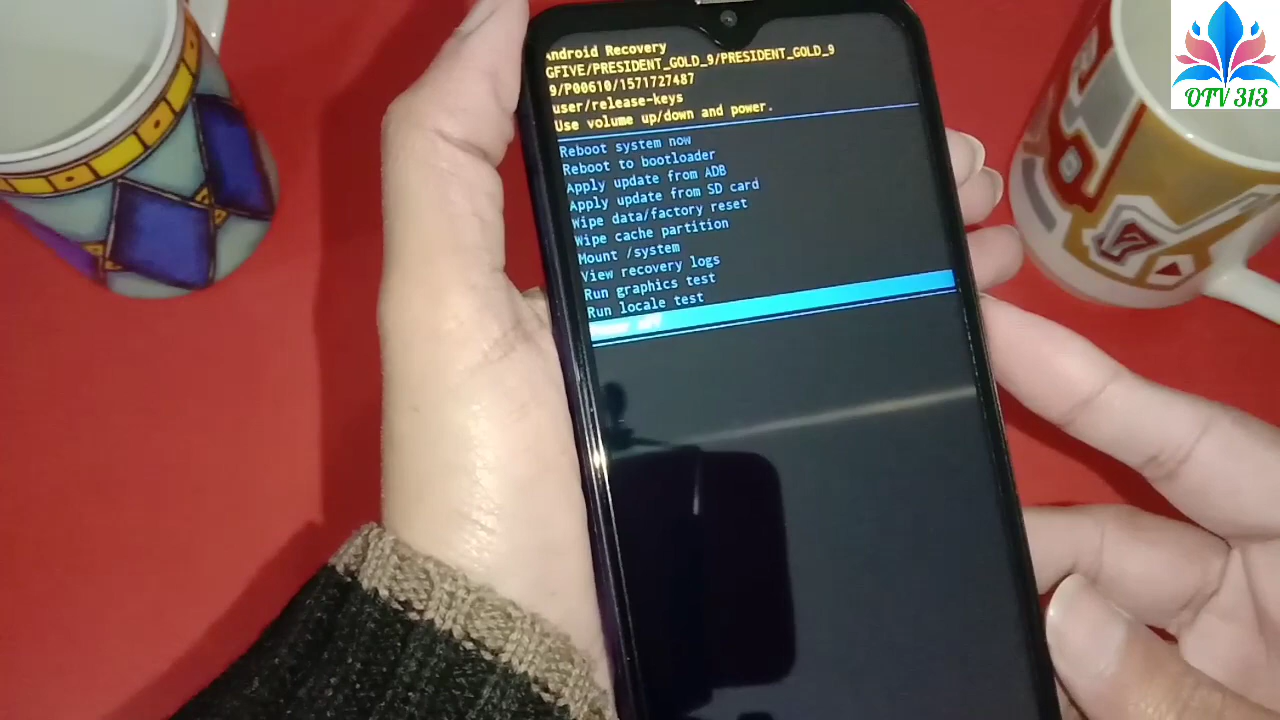 Android Recovery
GFIVE/PRESIDENT_GOLD_9/PRESIDENT_GOLD_9
9/P00610/1571727487
user/release-keys
Use volume up/down and power.
Reboot system now
Reboot to bootloader
Apply update from ADB
Apply update from SD card
Wipe data/factory reset
Wipe cache partition
Mount /system
View recovery logs
Run graphics test
Run locale test
OTV 313